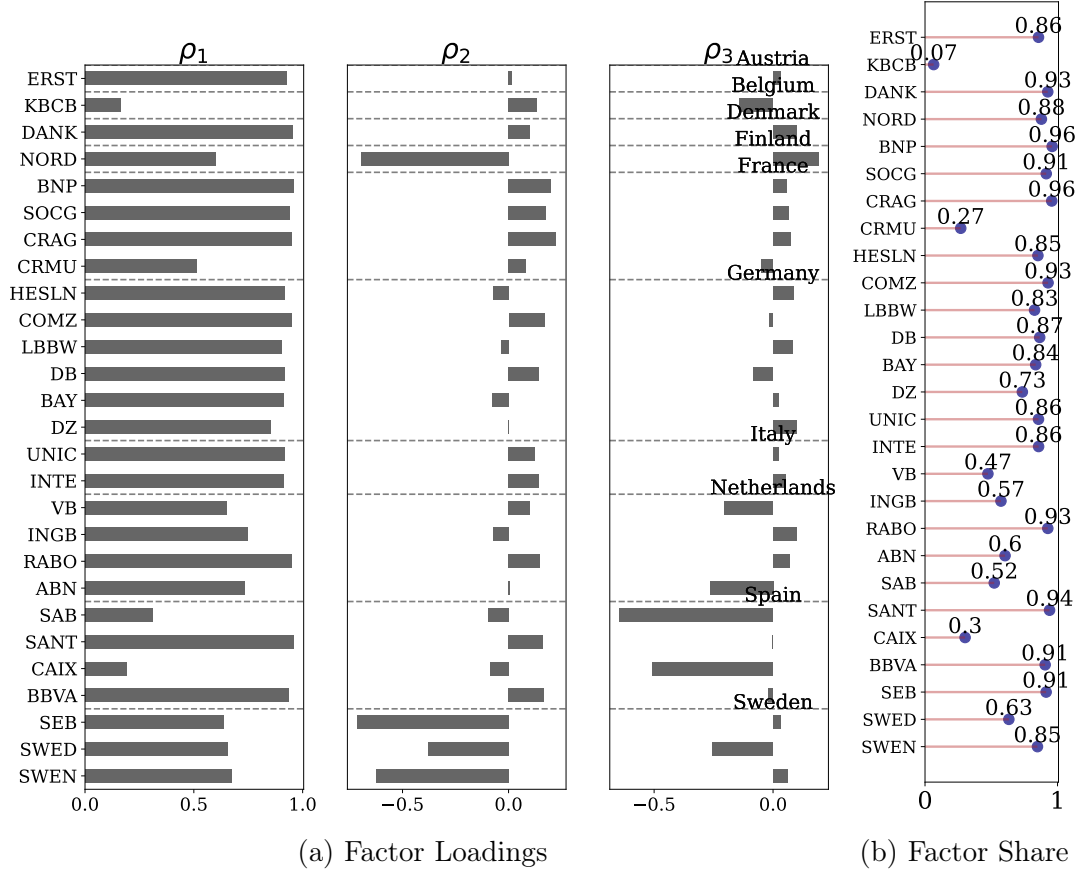 ρ1
ρ2
ρ3
ERST
KBCB
DANK
NORD
BNP
SOCG
CRAG
CRMU
HESLN
COMZ
LBBW
DB
BAY
DZ
UNIC
INTE
VB
INGB
RABO
ABN
SAB
SANT
CAIX
BBVA
SEB
SWED
SWEN
0.0 0.5 1.0
−0.5 0.0
Austria
Belgium
Denmark
Finland
France
Germany
Italy
Netherlands
Spain
Sweden
−0.5 0.0
(a) Factor Loadings
ERST 0.86
KBCB 0.07
DANK 0.93
NORD 0.88
BNP 0.96
SOCG 0.91
CRAG 0.96
CRMU 0.27
HESLN 0.85
COMZ 0.93
LBBW 0.83
DB 0.87
BAY 0.84
DZ 0.73
UNIC 0.86
INTE 0.86
VB 0.47
INGB 0.57
RABO 0.93
ABN 0.6
SAB 0.52
SANT 0.94
CAIX 0.3
BBVA 0.91
SEB 0.91
SWED 0.63
SWEN 0.85
0 1
(b) Factor Share